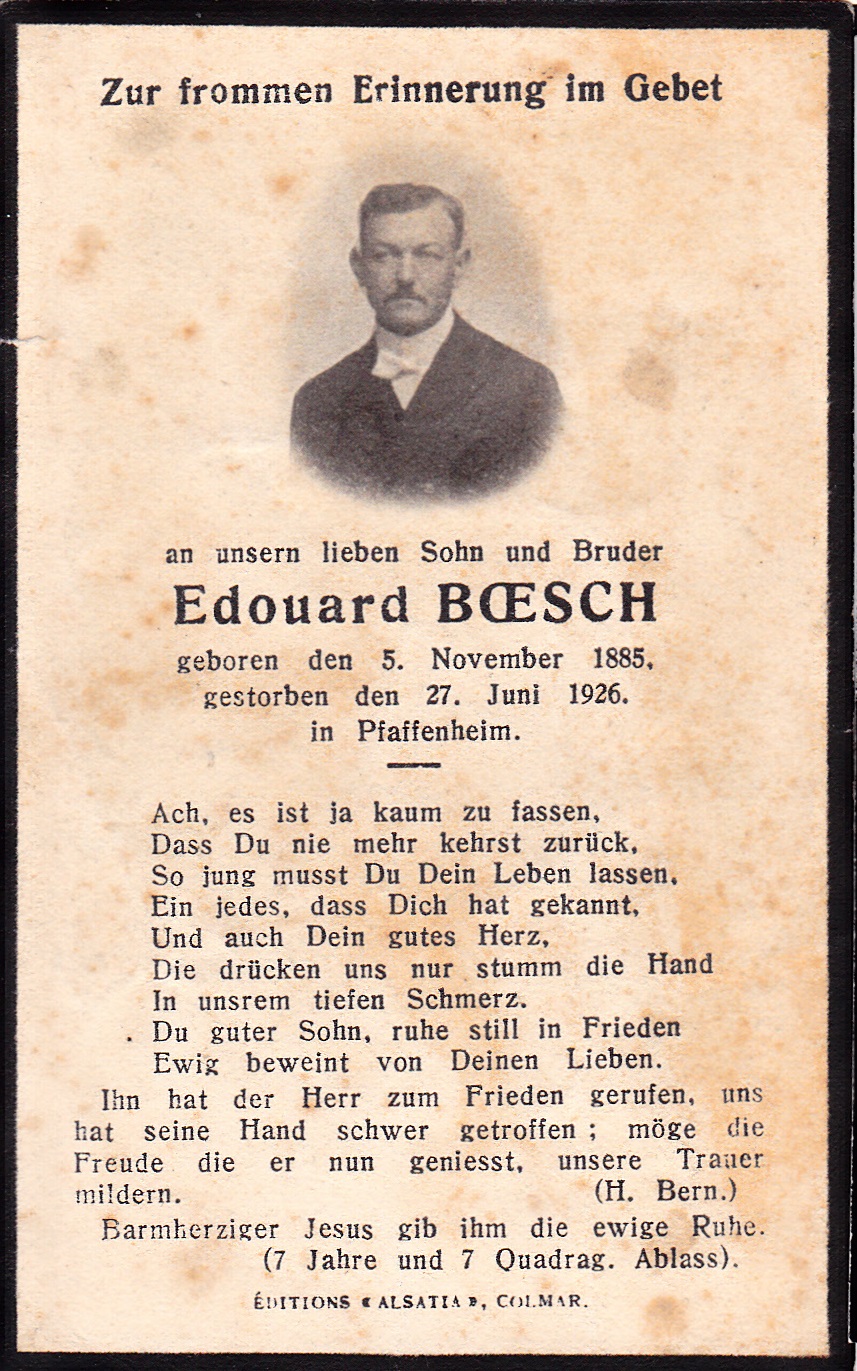 Zur frommen Erinnerung im Gebet
an unsern lieben Sohn und Bruder
Edouard BŒSCH
geboren den 5. November 1885,
gestorben den 27. Juni 1926.
in Pfaffenheim.
Ach, es ist ja kaum zu fassen,
Dass Du nie mehr kehrst zurück,
So jung musst Du Dein Leben lassen,
Ein jedes, dass Dich hat gekannt,
Und auch Dein gutes Herz,
Die drücken uns nur stumm die Hand
In unsrem tiefen Schmerz.
Du guter Sohn, ruhe still in Frieden
Ewig beweint von Deinen Lieben.
Ihn hat der Herr zum Frieden gerufen, uns
hat seine Hand schwer getroffen ; möge die
Freude die er nun geniesst, unsere Trauer
mildern. (H. Bern.)
Barmherziger Jesus gib ihm die ewige Ruhe.
(7 Jahre und 7 Quadrag. Ablass).
ÉDITIONS « ALSATIA », COLMAR.